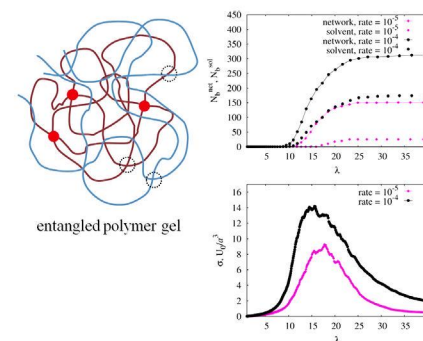 entangled polymer gel
network, rate = 10⁻⁵
solvent, rate = 10⁻⁵
network, rate = 10⁻⁴
solvent, rate = 10⁻⁴
N_b^net, N_b^sol
450
400
350
300
250
200
150
100
50
0
5 10 15 20 25 30 35
λ
rate = 10⁻⁵
rate = 10⁻⁴
σ, U₀/a³
16
14
12
10
8
6
4
2
0
5 10 15 20 25 30 35
λ